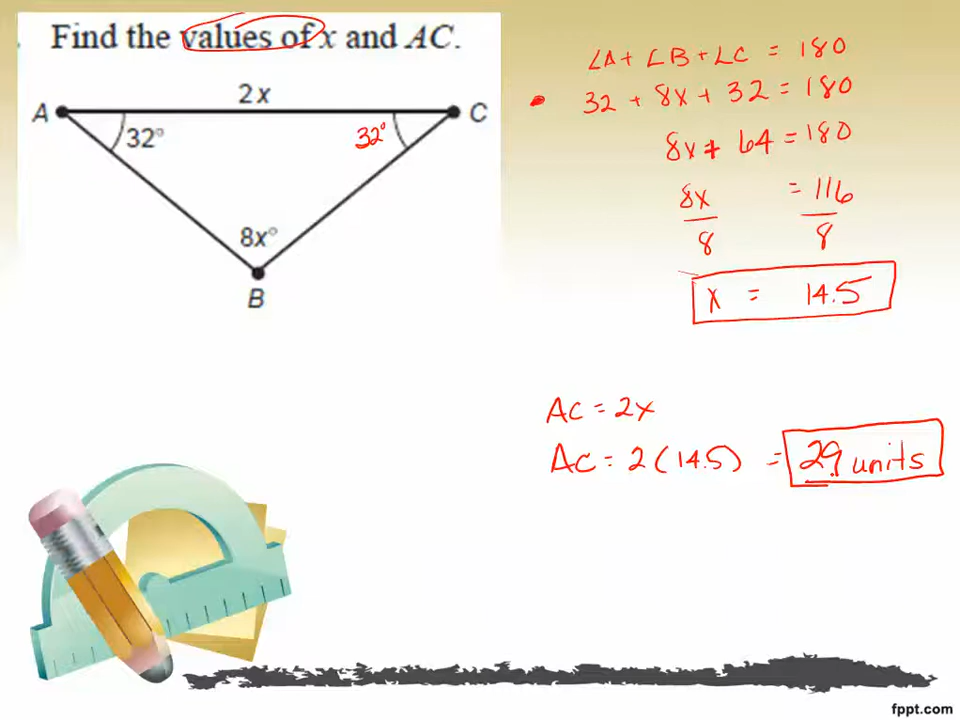 Find the values of x and AC.
2x
A
C
32°
32°
8x°
B
∠A + ∠B + ∠C = 180
32 + 8x + 32 = 180
8x + 64 = 180
8x = 116
8 8
x = 14.5
AC = 2x
AC = 2(14.5) = 29 units
fppt.com